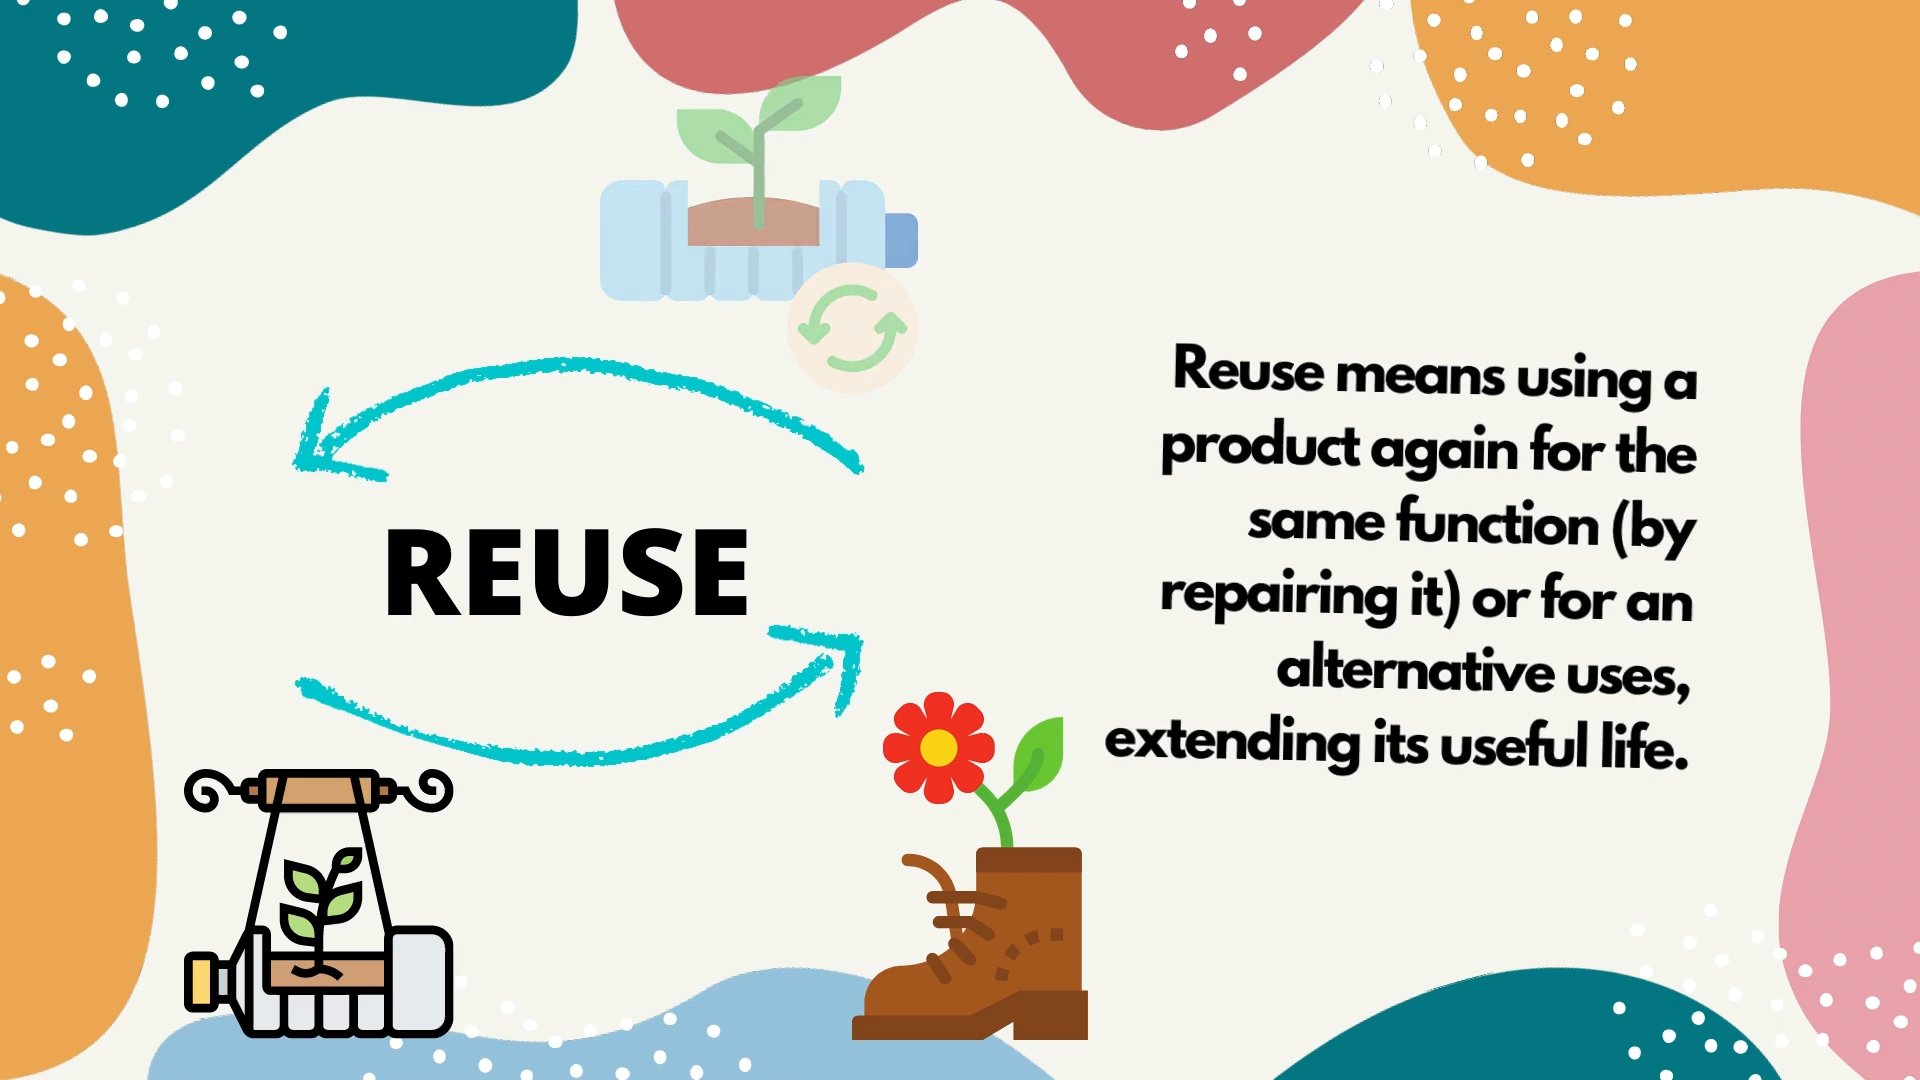 REUSE
Reuse means using a
product again for the
same function (by
repairing it) or for an
alternative uses,
extending its useful life.